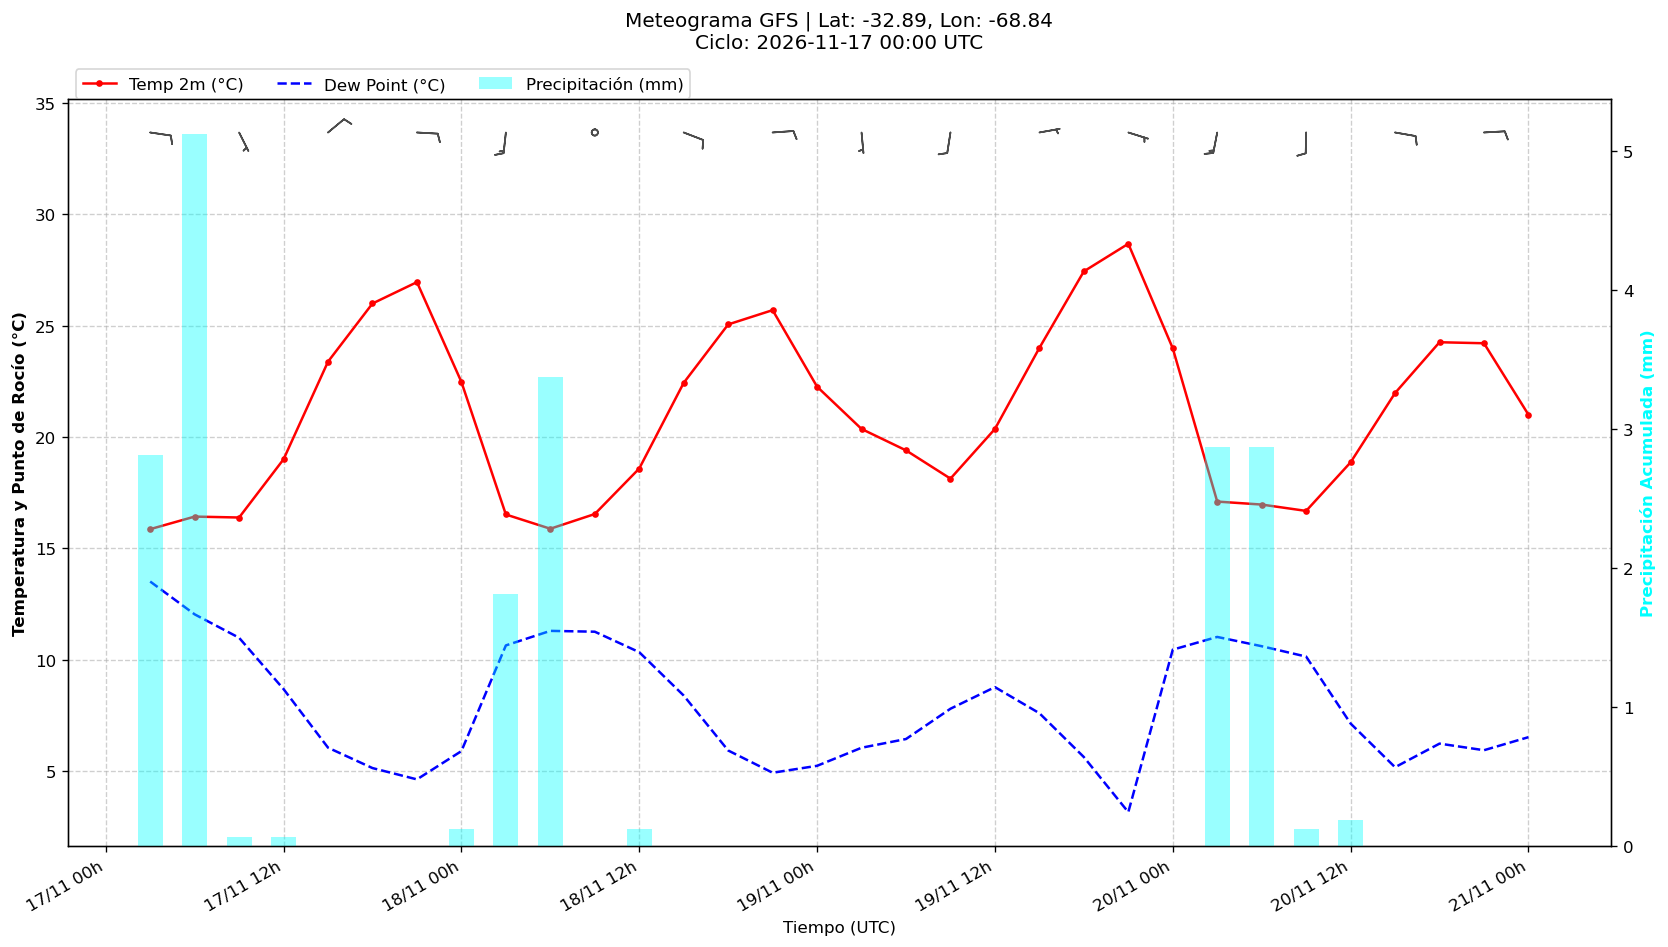 Meteograma GFS | Lat: -32.89, Lon: -68.84
Ciclo: 2026-11-17 00:00 UTC
Temp 2m (°C)
Dew Point (°C)
Precipitación (mm)
35
30
25
20
15
10
5
Temperatura y Punto de Rocío (°C)
5
4
3
2
1
0
Precipitación Acumulada (mm)
17/11 00h
17/11 12h
18/11 00h
18/11 12h
19/11 00h
19/11 12h
20/11 00h
20/11 12h
21/11 00h
Tiempo (UTC)